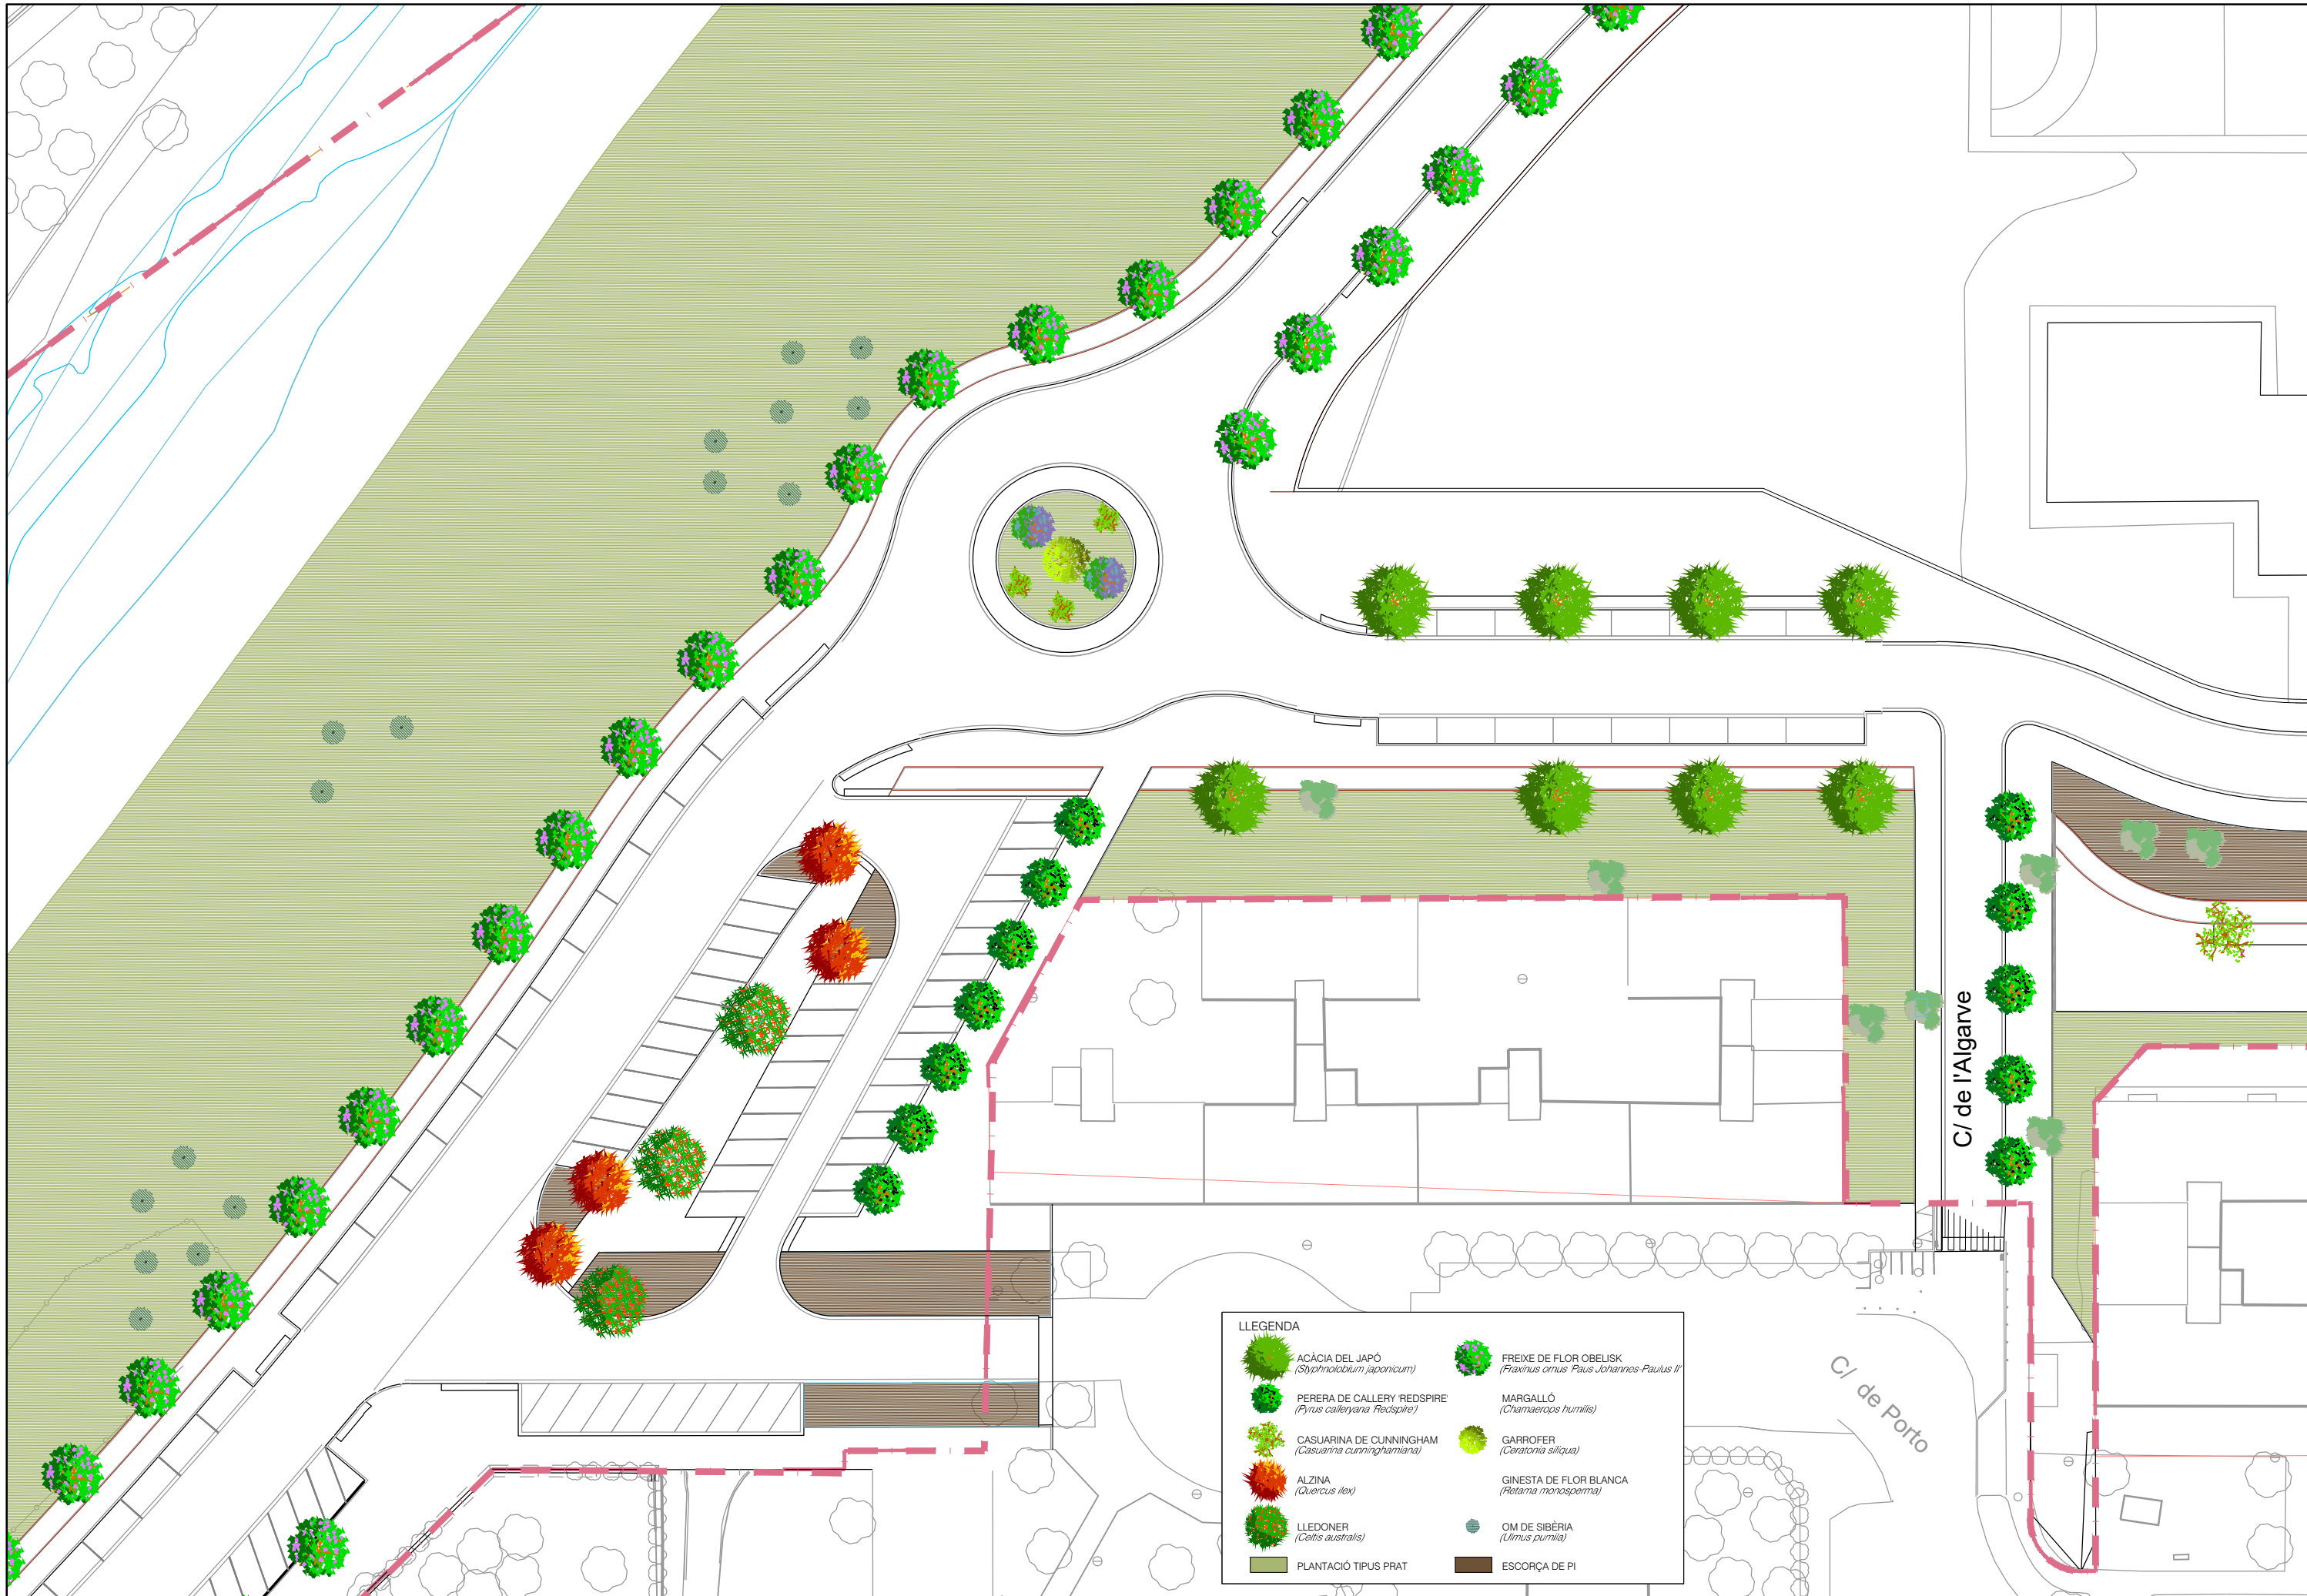 C/ de l'Algarve
C/ de Porto
LLEGENDA
ACÀCIA DEL JAPÓ
(Styphnolobium japonicum)
PERERA DE CALLERY 'REDSPIRE'
(Pyrus calleryana 'Redspire')
CASUARINA DE CUNNINGHAM
(Casuarina cunninghamiana)
ALZINA
(Quercus ilex)
LLEDONER
(Celtis australis)
PLANTACIÓ TIPUS PRAT
FREIXE DE FLOR OBELISK
(Fraxinus ornus 'Paus Johannes-Paulus II'
MARGALLÓ
(Chamaerops humilis)
GARROFER
(Ceratonia siliqua)
GINESTA DE FLOR BLANCA
(Retama monosperma)
OM DE SIBÈRIA
(Ulmus pumila)
ESCORÇA DE PI